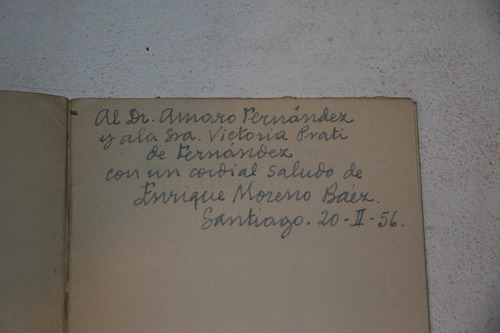 Al Dr. Amaro Fernández
y a la Sra. Victoria Prati
de Fernández
con un cordial saludo de
Enrique Moreno Báez.
Santiago. 20-II-56.